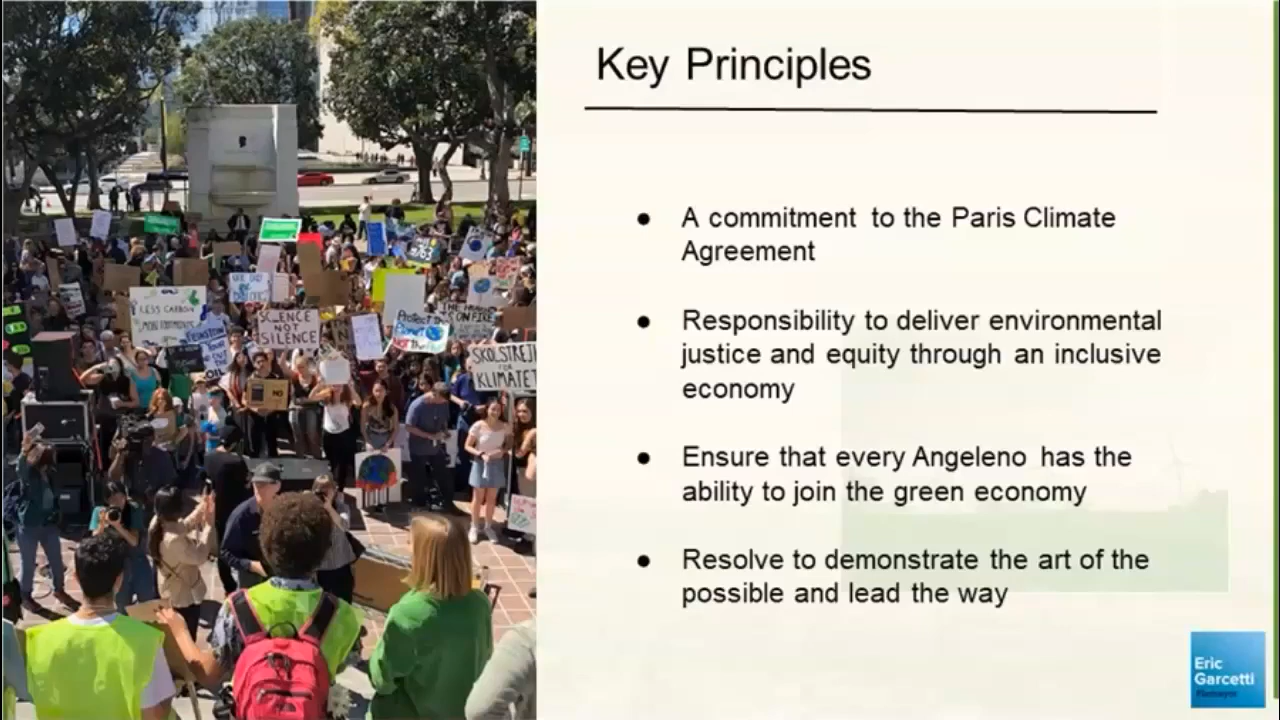 Key Principles
● A commitment to the Paris Climate
Agreement
● Responsibility to deliver environmental
justice and equity through an inclusive
economy
● Ensure that every Angeleno has the
ability to join the green economy
● Resolve to demonstrate the art of the
possible and lead the way
LESS CARBON
SCIENCE
NOT
SILENCE
SKOLSTREJK
KLIMATET
Eric
Garcetti